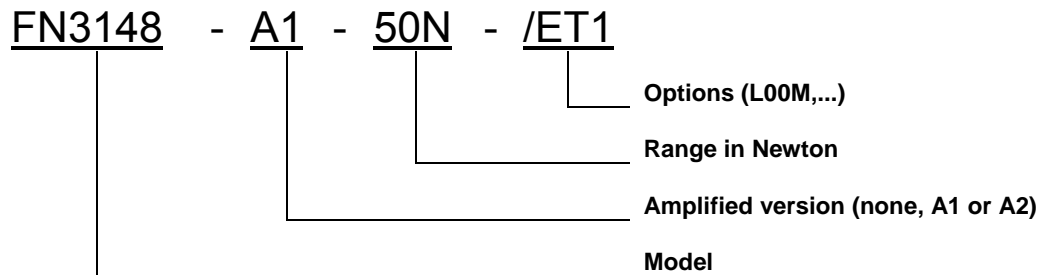 FN3148 - A1 - 50N - /ET1
Options (L00M,...)
Range in Newton
Amplified version (none, A1 or A2)
Model